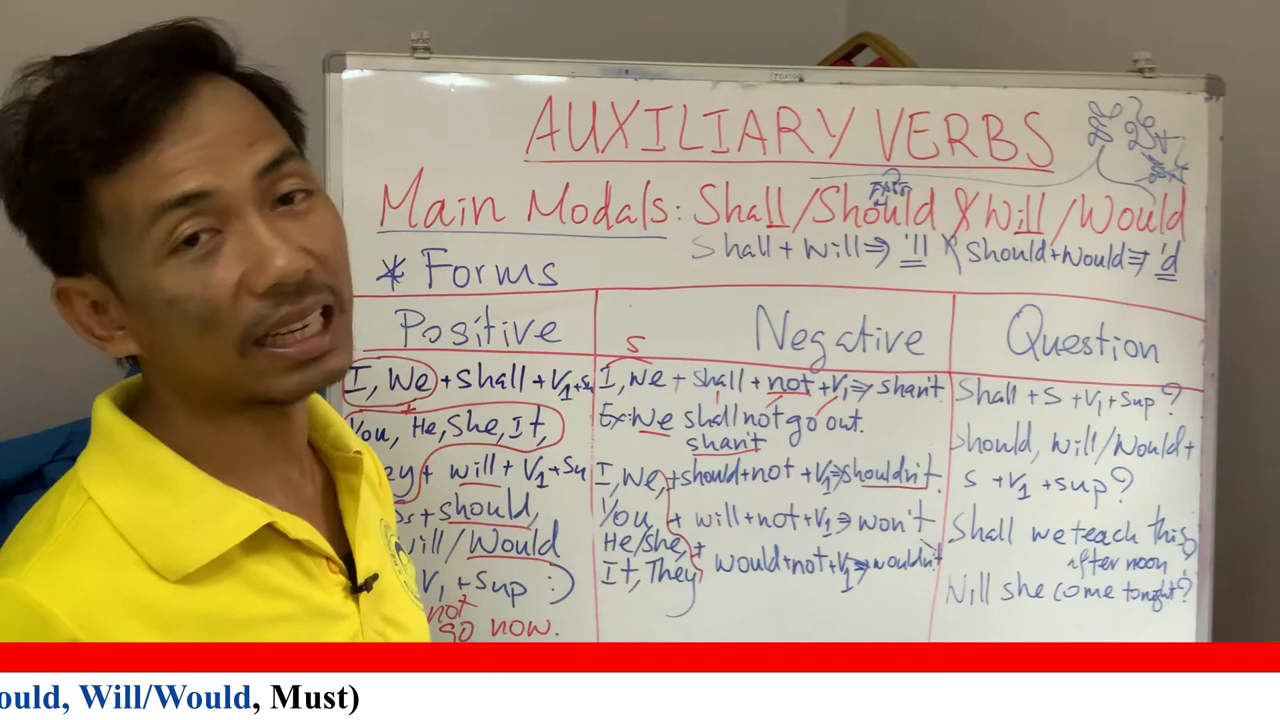 AUXILIARY VERBS
Main Modals: Shall/Should & Will/Would
Shall + Will ⇒ 'll & Should + Would ⇒ 'd
* Forms
Positive
I, We + shall + V1 +
You, He, She, It,
+ will + V1 +
+ should,
will/Would
V1 + sup :)
not
go now.
Negative
S
I, We + shall + not + V1 ⇒ shan't
Ex: We shall not go out.
shan't
I, We, + should + not + V1 ⇒ shouldn't.
You, + will + not + V1 ⇒ won't
He/she, +
It, They
would + not + V1 ⇒ wouldn't
Question
Shall + S + V1 + sup?
Should, will/Would +
S + V1 + sup?
Shall we teach this
after noon?
Will she come tonight?
ould, Will/Would, Must)